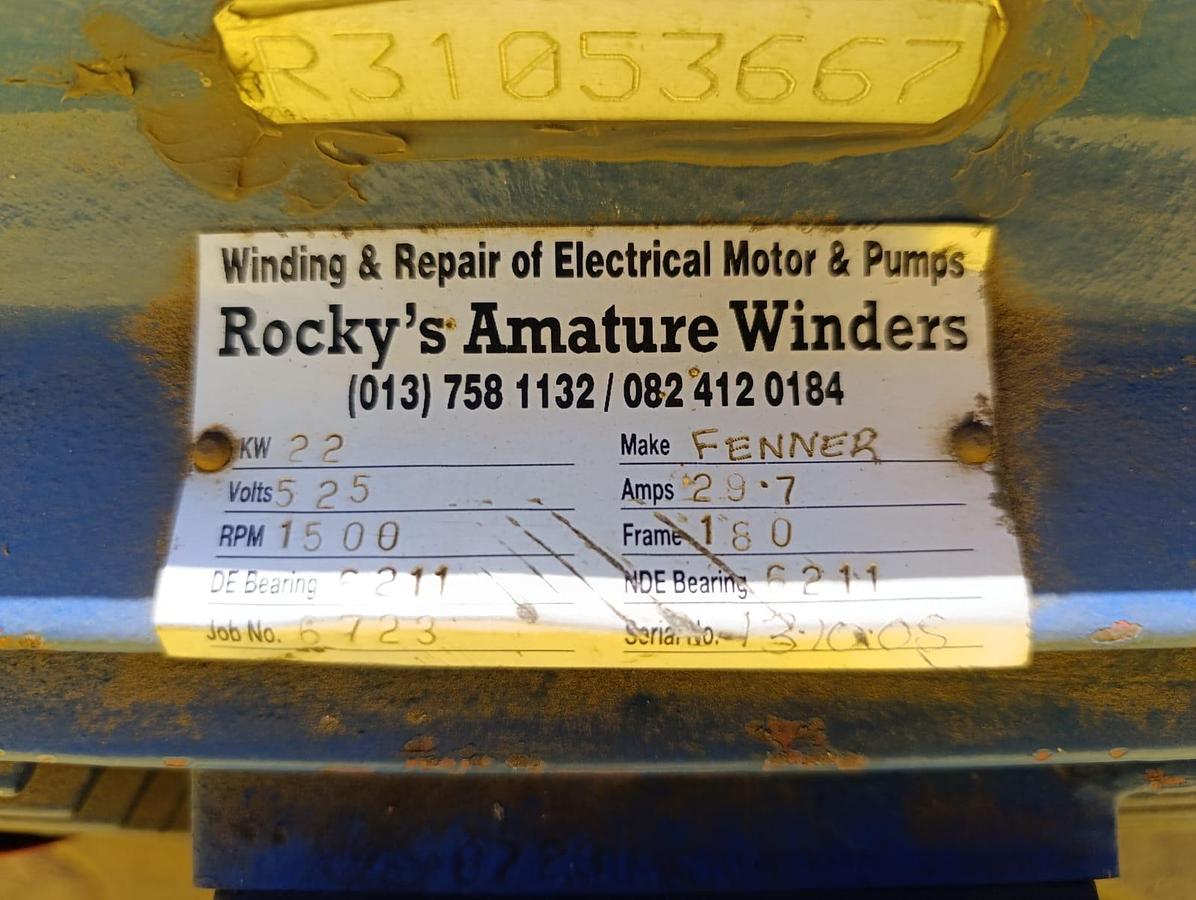 R31053667
Winding & Repair of Electrical Motor & Pumps
Rocky's Amature Winders
(013) 758 1132 / 082 412 0184
KW 22 Make FENNER
Volts 525 Amps 29.7
RPM 1500 Frame 180
DE Bearing 6211 NDE Bearing 6211
Job No. 6723 Serial No.